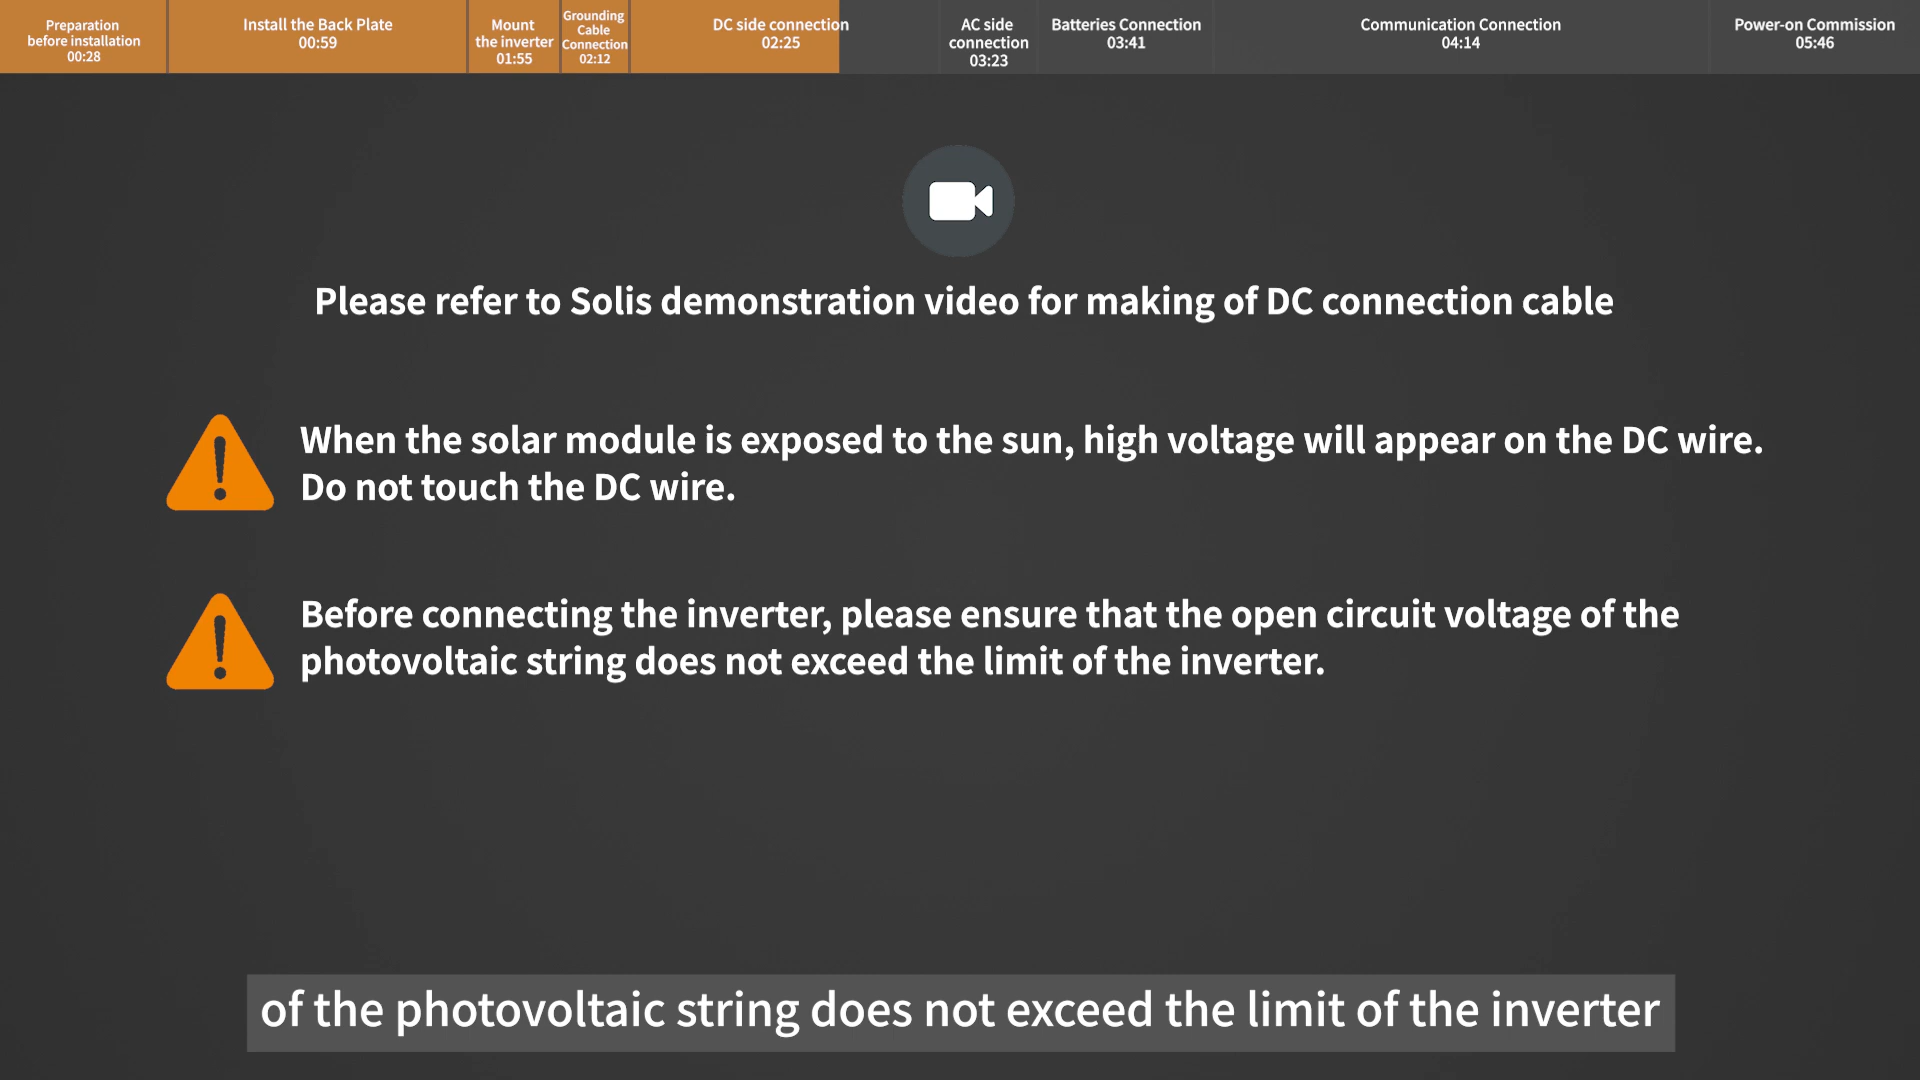 Preparation
before installation
00:28
Install the Back Plate
00:59
Mount
the inverter
01:55
Grounding
Cable
Connection
02:12
DC side connection
02:25
AC side
connection
03:23
Batteries Connection
03:41
Communication Connection
04:14
Power-on Commission
05:46
Please refer to Solis demonstration video for making of DC connection cable
When the solar module is exposed to the sun, high voltage will appear on the DC wire.
Do not touch the DC wire.
Before connecting the inverter, please ensure that the open circuit voltage of the
photovoltaic string does not exceed the limit of the inverter.
of the photovoltaic string does not exceed the limit of the inverter